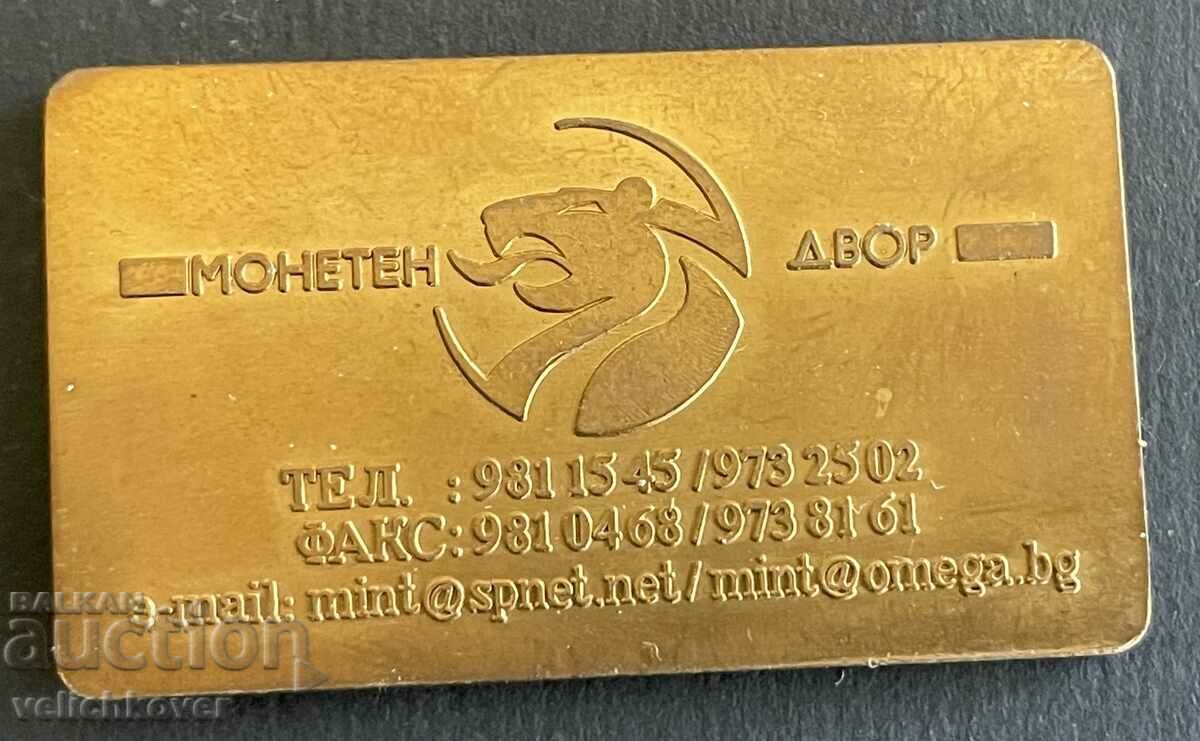 МОНЕТЕН ДВОР
ТЕЛ. : 981 15 45 / 973 25 02
ФАКС: 981 04 68 / 973 81 61
e-mail: mint@spnet.net / mint@omega.bg
BALKAN
auction
velichkover